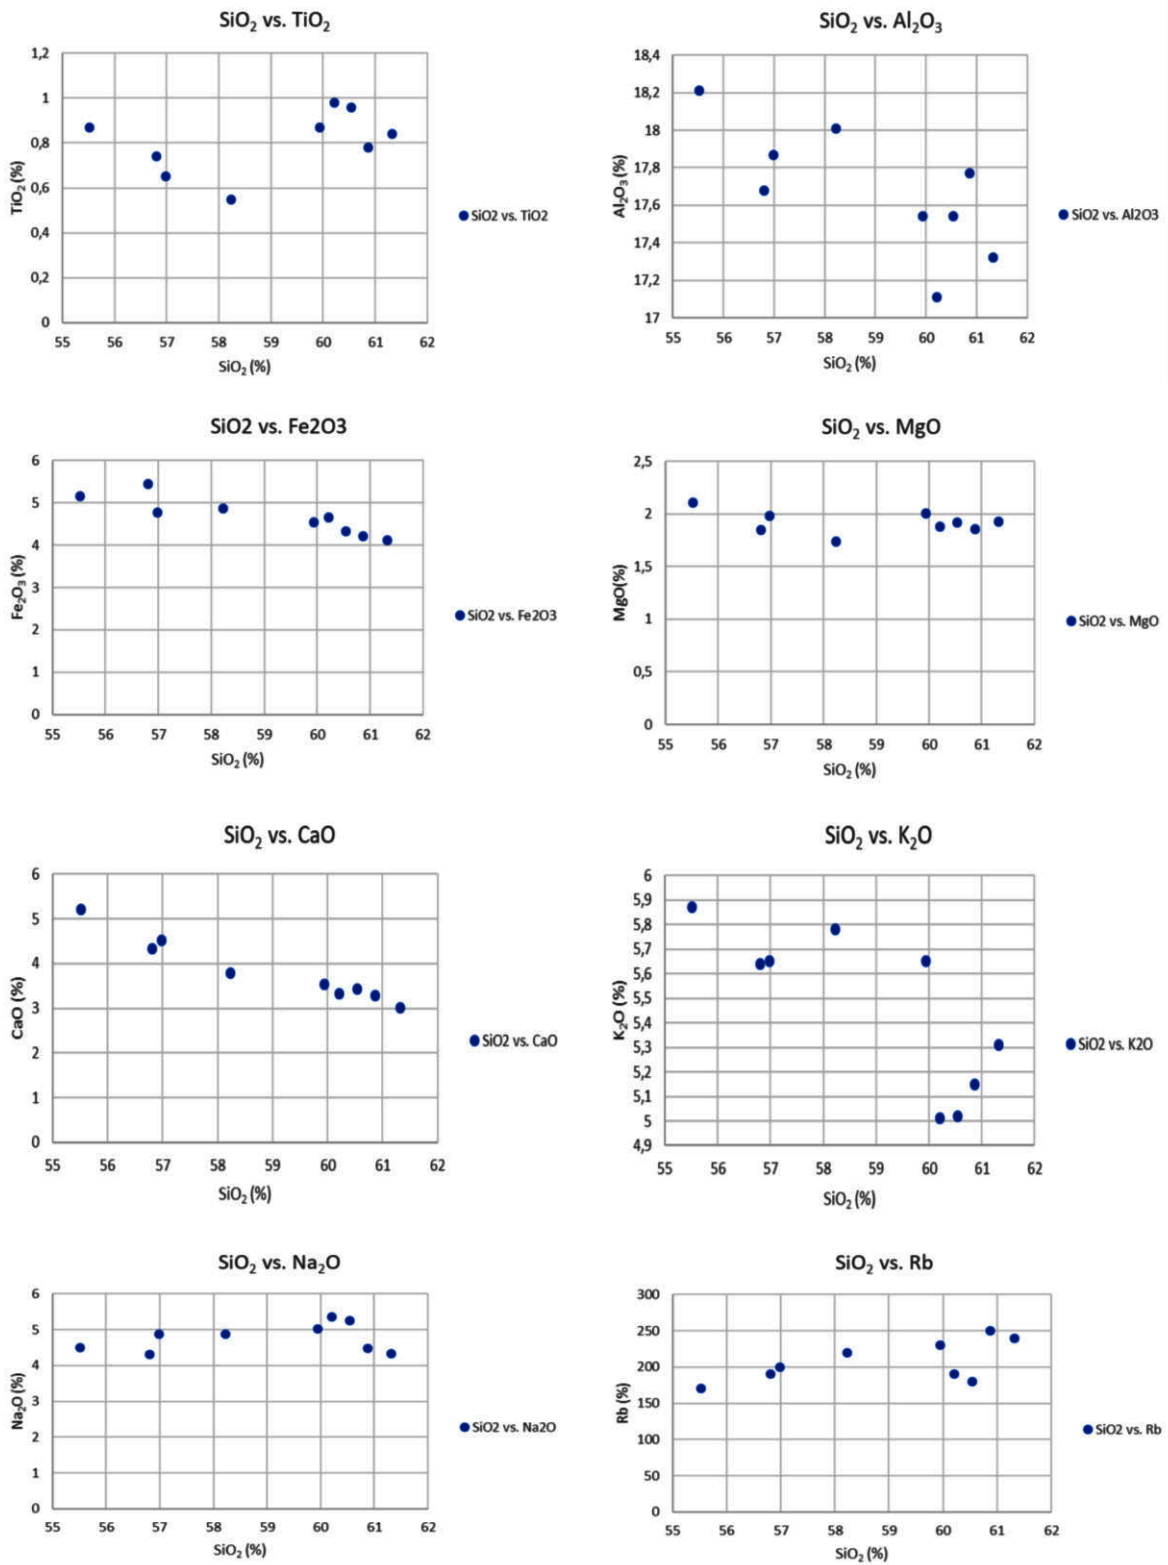 SiO₂ vs. TiO₂
1,2
1
0,8
0,6
0,4
0,2
0
TiO₂ (%)
55 56 57 58 59 60 61 62
SiO₂ (%)
SiO2 vs. TiO2
SiO₂ vs. Al₂O₃
18,4
18,2
18
17,8
17,6
17,4
17,2
17
Al₂O₃ (%)
55 56 57 58 59 60 61 62
SiO₂ (%)
SiO2 vs. Al2O3
SiO2 vs. Fe2O3
6
5
4
3
2
1
0
Fe₂O₃ (%)
55 56 57 58 59 60 61 62
SiO₂ (%)
SiO2 vs. Fe2O3
SiO₂ vs. MgO
2,5
2
1,5
1
0,5
0
MgO(%)
55 56 57 58 59 60 61 62
SiO₂ (%)
SiO2 vs. MgO
SiO₂ vs. CaO
6
5
4
3
2
1
0
CaO (%)
55 56 57 58 59 60 61 62
SiO₂ (%)
SiO2 vs. CaO
SiO₂ vs. K₂O
6
5,9
5,8
5,7
5,6
5,5
5,4
5,3
5,2
5,1
5
4,9
K₂O (%)
55 56 57 58 59 60 61 62
SiO₂ (%)
SiO2 vs. K2O
SiO₂ vs. Na₂O
6
5
4
3
2
1
0
Na₂O (%)
55 56 57 58 59 60 61 62
SiO₂ (%)
SiO2 vs. Na2O
SiO₂ vs. Rb
300
250
200
150
100
50
0
Rb (%)
55 56 57 58 59 60 61 62
SiO₂ (%)
SiO2 vs. Rb